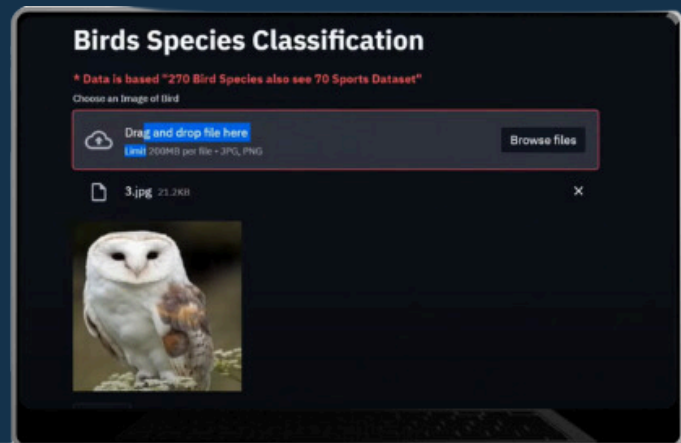 Birds Species Classification
* Data is based "270 Bird Species also see 70 Sports Dataset"
Choose an Image of Bird
Drag and drop file here
Limit 200MB per file • JPG, PNG
Browse files
3.jpg 21.2KB
×